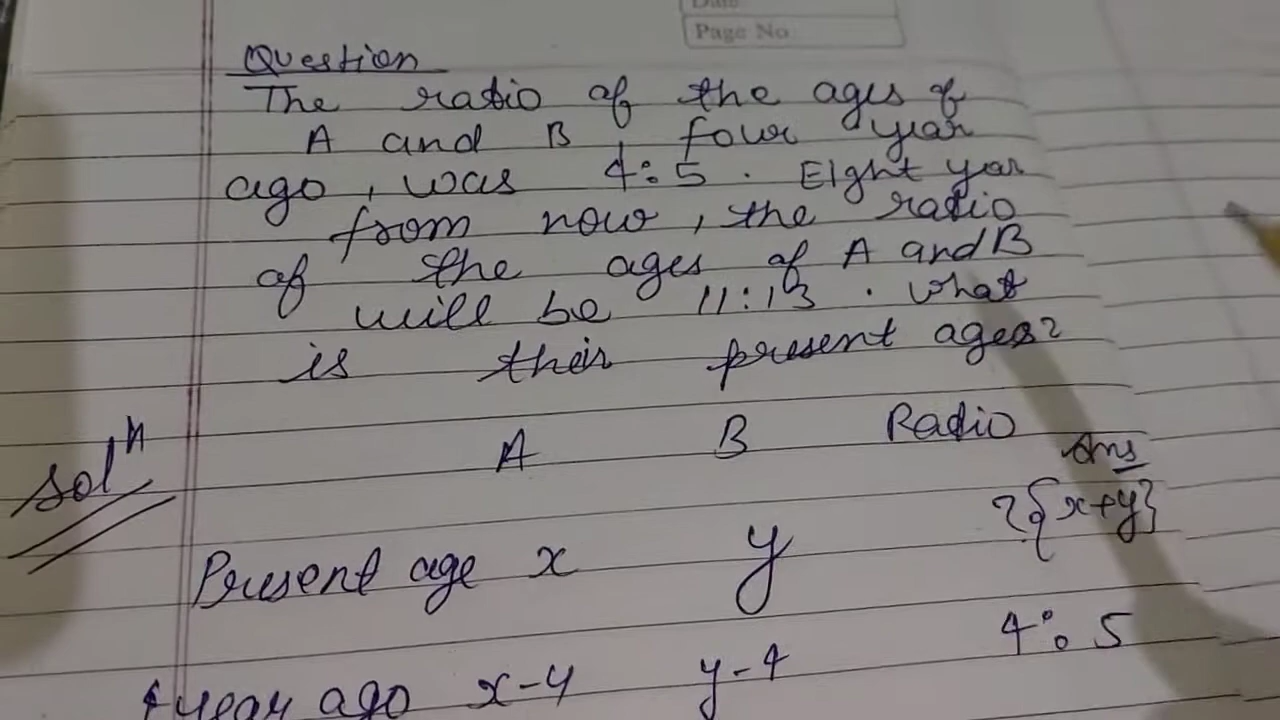 Date
Page No
Question
The ratio of the ages of
A and B, four year
ago, was 4:5. Eight year
from now, the ratio
of the ages of A and B
will be 11:13. What
is their present ages?
Solⁿ
A B Ratio
Ans
Present age x y ? {x+y}
4 year ago x-4 y-4 4:5